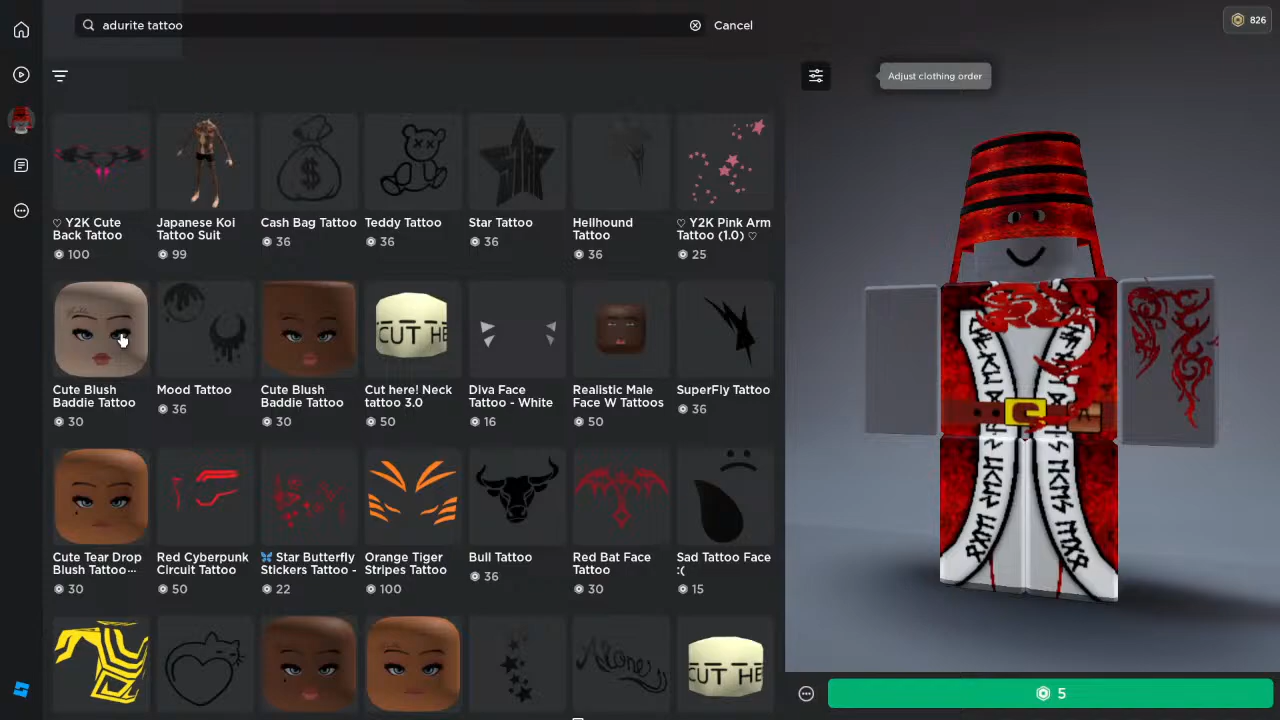 adurite tattoo
Cancel
826
Adjust clothing order
♡ Y2K Cute
Back Tattoo
100
Japanese Koi
Tattoo Suit
99
Cash Bag Tattoo
36
Teddy Tattoo
36
Star Tattoo
36
Hellhound
Tattoo
36
♡ Y2K Pink Arm
Tattoo (1.0) ♡
25
CUT HE
Cute Blush
Baddie Tattoo
30
Mood Tattoo
36
Cute Blush
Baddie Tattoo
30
Cut here! Neck
tattoo 3.0
50
Diva Face
Tattoo - White
16
Realistic Male
Face W Tattoos
50
SuperFly Tattoo
36
Cute Tear Drop
Blush Tattoo...
30
Red Cyberpunk
Circuit Tattoo
50
🦋 Star Butterfly
Stickers Tattoo -
22
Orange Tiger
Stripes Tattoo
100
Bull Tattoo
36
Red Bat Face
Tattoo
30
Sad Tattoo Face
:(
15
Alone
CUT HE
5